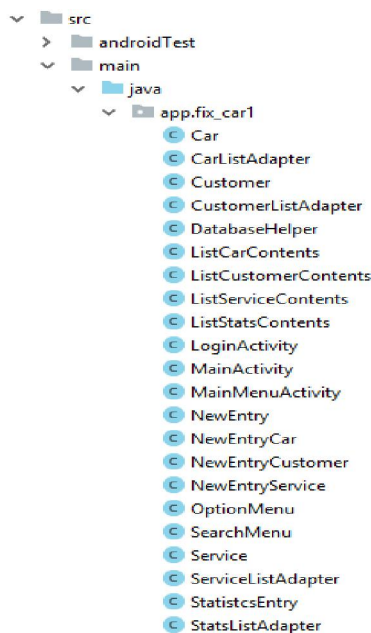 src
androidTest
main
java
app.fix_car1
C Car
C CarListAdapter
C Customer
C CustomerListAdapter
C DatabaseHelper
C ListCarContents
C ListCustomerContents
C ListServiceContents
C ListStatsContents
C LoginActivity
C MainActivity
C MainMenuActivity
C NewEntry
C NewEntryCar
C NewEntryCustomer
C NewEntryService
C OptionMenu
C SearchMenu
C Service
C ServiceListAdapter
C StatistcsEntry
C StatsListAdapter